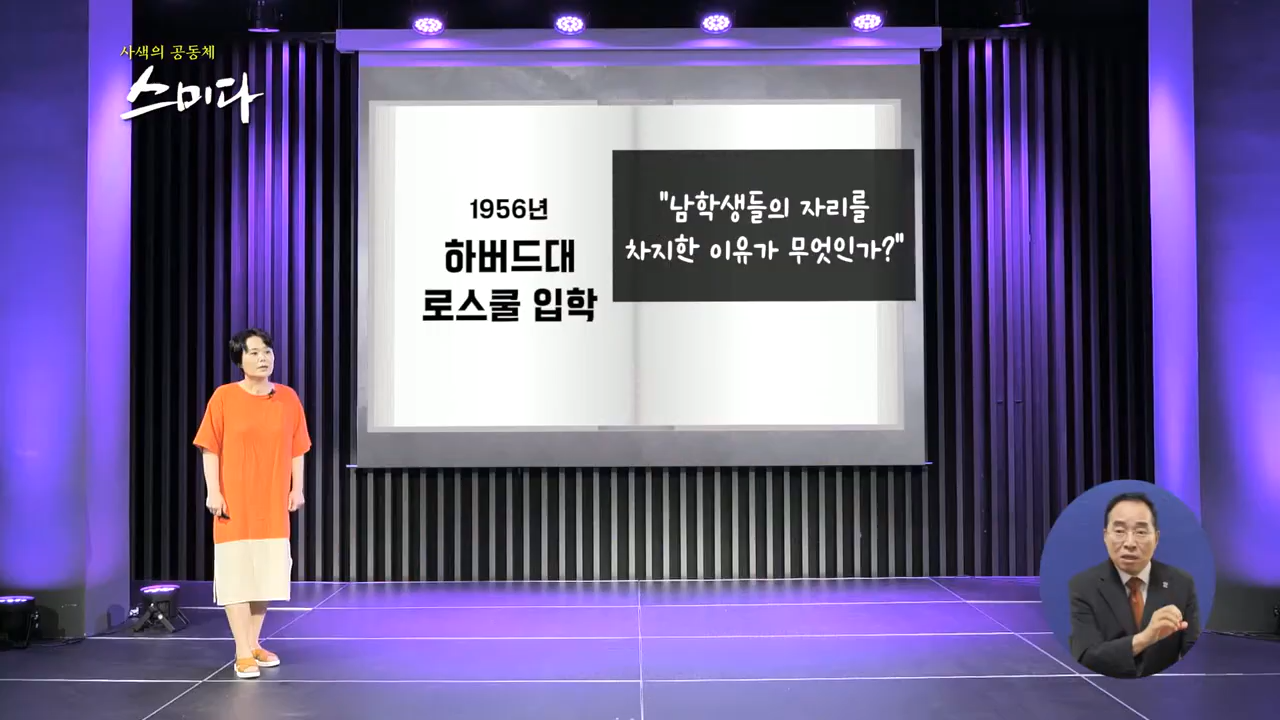 사색의 공동체
스미다
1956년
하버드대
로스쿨 입학
"남학생들의 자리를
차지한 이유가 무엇인가?"